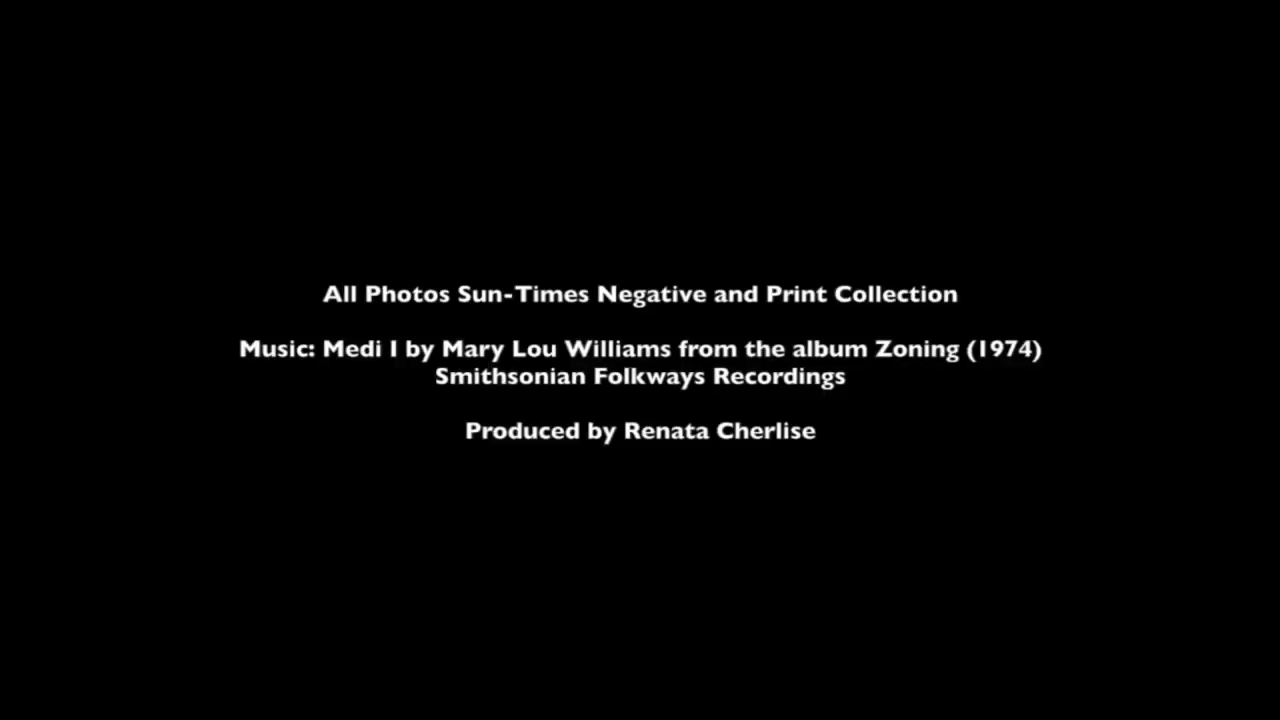 All Photos Sun-Times Negative and Print Collection
Music: Medi I by Mary Lou Williams from the album Zoning (1974)
Smithsonian Folkways Recordings
Produced by Renata Cherlise